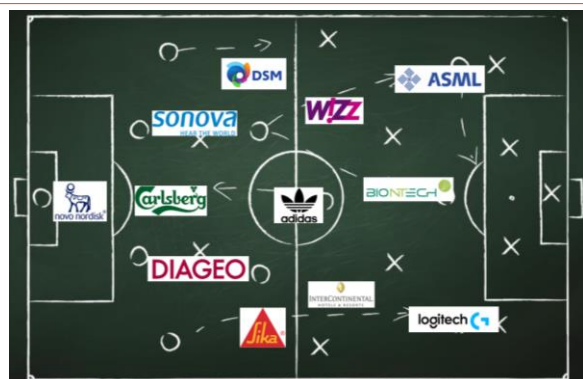 DSM
ASML
WIZZ
sonova
HEAR THE WORLD
BIONTECH
novo nordisk®
Carlsberg
adidas
DIAGEO
INTERCONTINENTAL
HOTELS & RESORTS
Sika
logitech